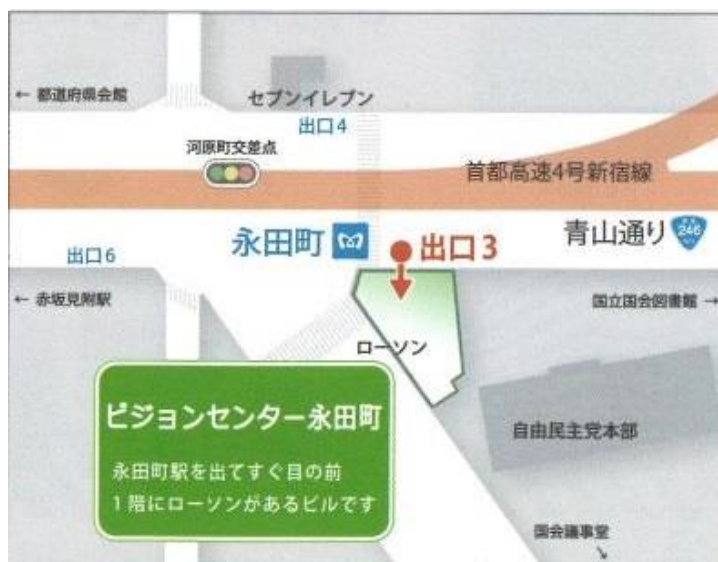 ← 都道府県会館
セブンイレブン
出口4
河原町交差点
首都高速4号新宿線
永田町
出口3
青山通り
246
出口6
← 赤坂見附駅
国立国会図書館 →
ローソン
ビジョンセンター永田町
永田町駅を出てすぐ目の前
1階にローソンがあるビルです
自由民主党本部
国会議事堂
↘